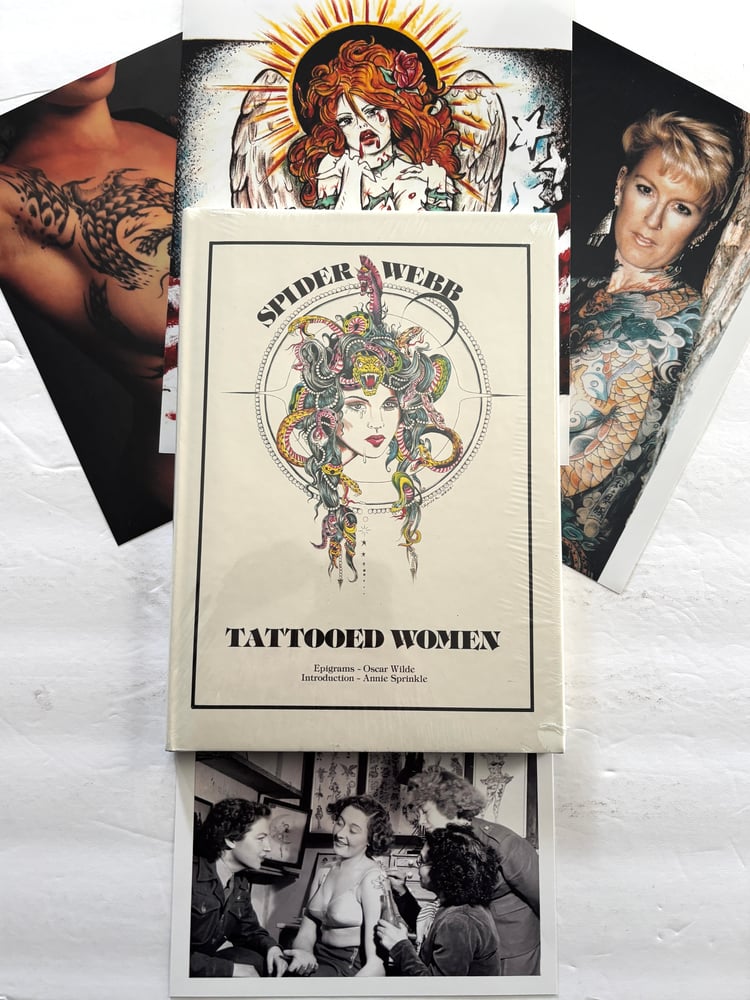 SPIDER WEBB
TATTOOED WOMEN
Epigrams - Oscar Wilde
Introduction - Annie Sprinkle